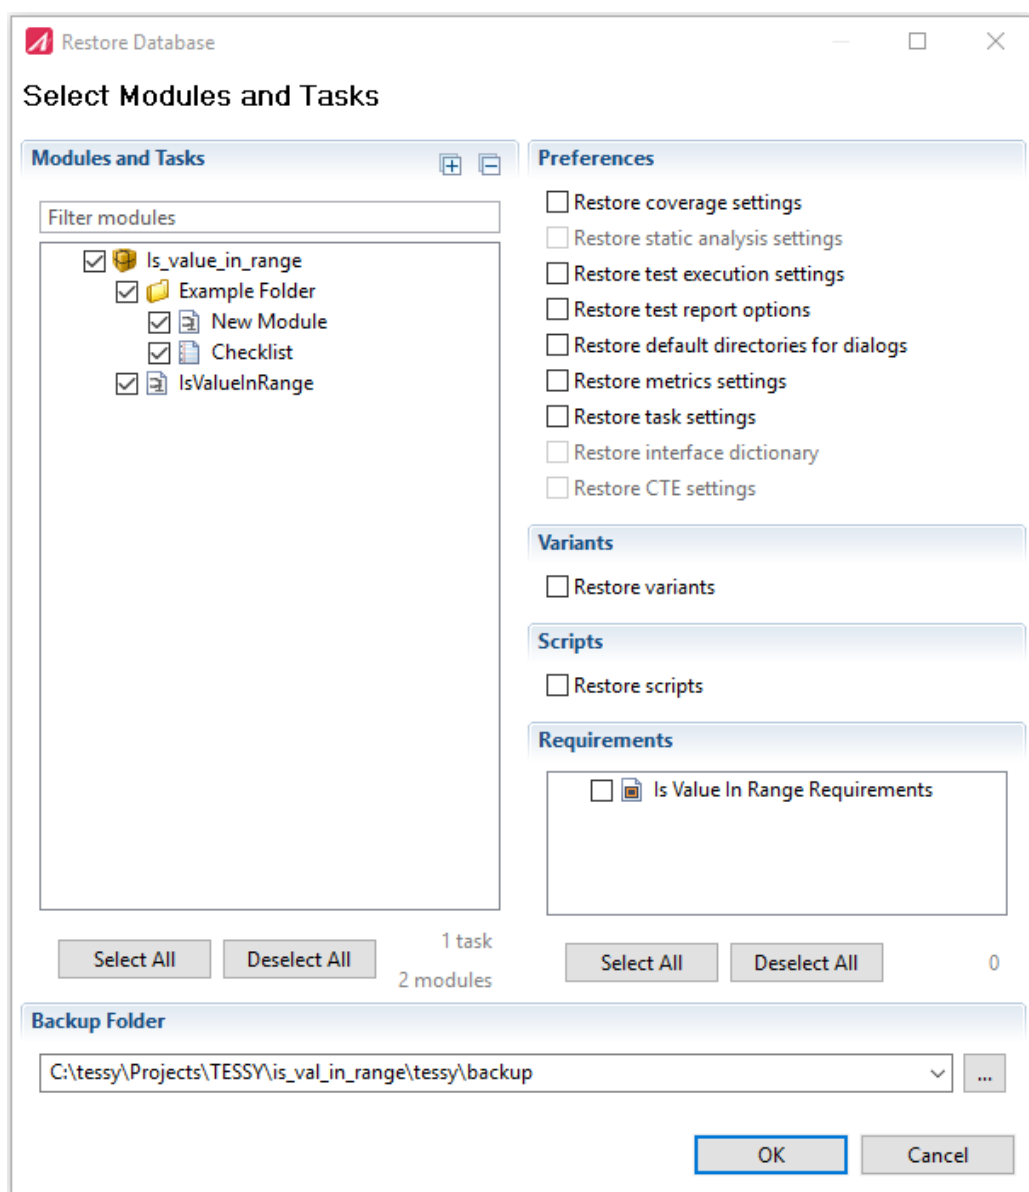 Restore Database
Select Modules and Tasks
Modules and Tasks
Filter modules
Is_value_in_range
Example Folder
New Module
Checklist
IsValueInRange
Select All
Deselect All
1 task
2 modules
Preferences
Restore coverage settings
Restore static analysis settings
Restore test execution settings
Restore test report options
Restore default directories for dialogs
Restore metrics settings
Restore task settings
Restore interface dictionary
Restore CTE settings
Variants
Restore variants
Scripts
Restore scripts
Requirements
Is Value In Range Requirements
Select All
Deselect All
0
Backup Folder
C:\tessy\Projects\TESSY\is_val_in_range\tessy\backup
...
OK
Cancel